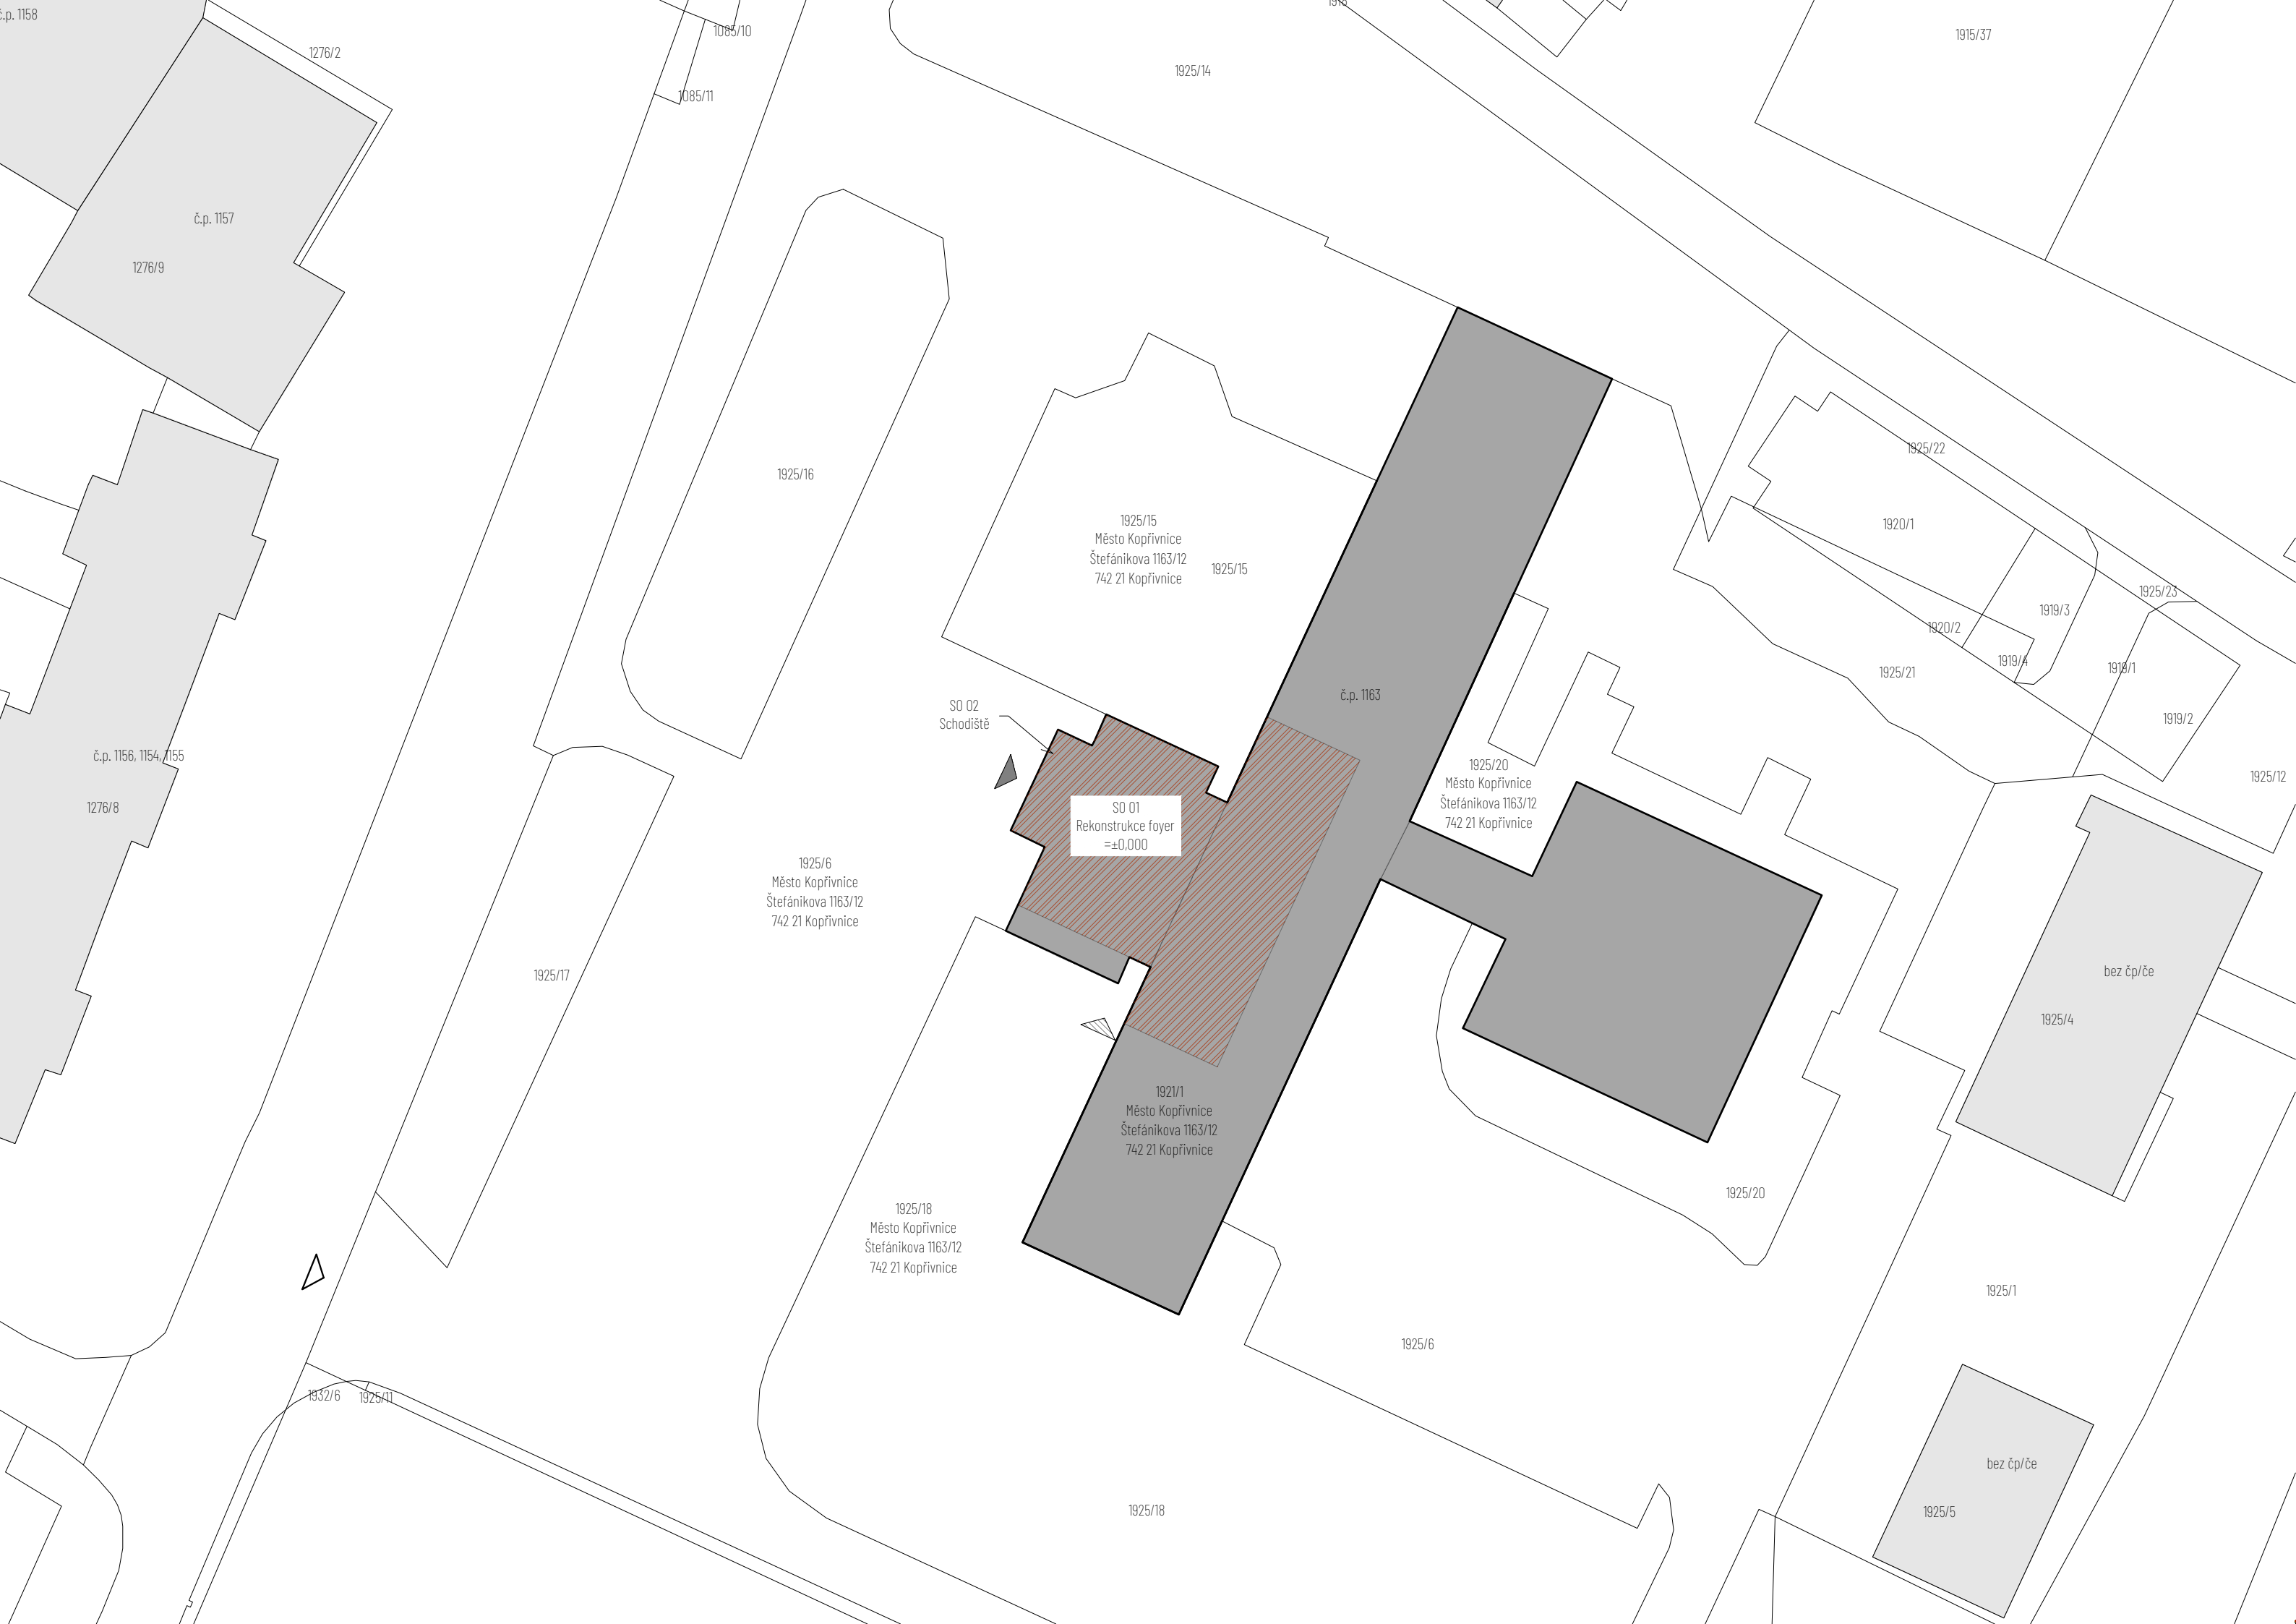 č.p. 1158
1276/2
1085/10
1085/11
1925/14
1915/37
č.p. 1157
1276/9
1925/16
1925/15
Město Kopřivnice
Štefánikova 1163/12
742 21 Kopřivnice
1925/15
1925/22
1920/1
1925/23
1919/3
1920/2
1919/4
1919/1
1925/21
1919/2
1925/12
č.p. 1163
SO 02
Schodiště
č.p. 1156, 1154, 1155
1276/8
SO 01
Rekonstrukce foyer
=±0,000
1925/20
Město Kopřivnice
Štefánikova 1163/12
742 21 Kopřivnice
1925/6
Město Kopřivnice
Štefánikova 1163/12
742 21 Kopřivnice
1925/17
bez čp/če
1925/4
1921/1
Město Kopřivnice
Štefánikova 1163/12
742 21 Kopřivnice
1925/20
1925/18
Město Kopřivnice
Štefánikova 1163/12
742 21 Kopřivnice
1925/1
1925/6
1932/6
1925/11
bez čp/če
1925/5
1925/18